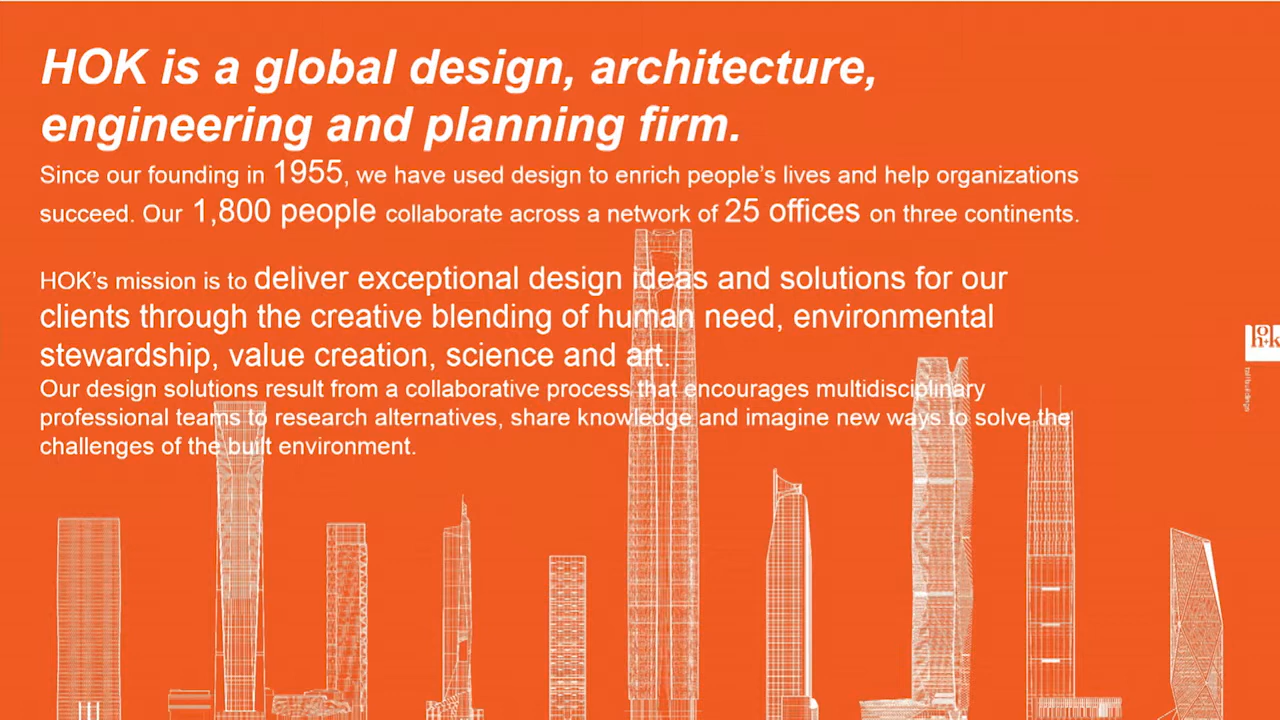 HOK is a global design, architecture,
engineering and planning firm.
Since our founding in 1955, we have used design to enrich people’s lives and help organizations
succeed. Our 1,800 people collaborate across a network of 25 offices on three continents.
HOK’s mission is to deliver exceptional design ideas and solutions for our
clients through the creative blending of human need, environmental
stewardship, value creation, science and art.
Our design solutions result from a collaborative process that encourages multidisciplinary
professional teams to research alternatives, share knowledge and imagine new ways to solve the
challenges of the built environment.
ho+k
tall buildings